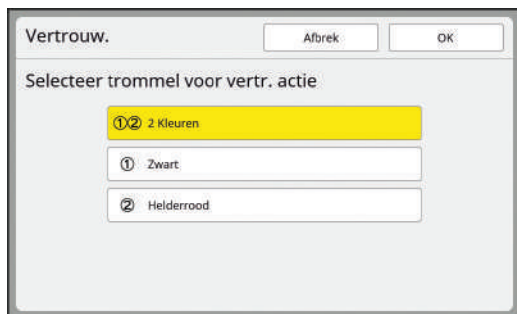 Vertrouw. Afbrek OK
Selecteer trommel voor vertr. actie
①② 2 Kleuren
① Zwart
② Helderrood